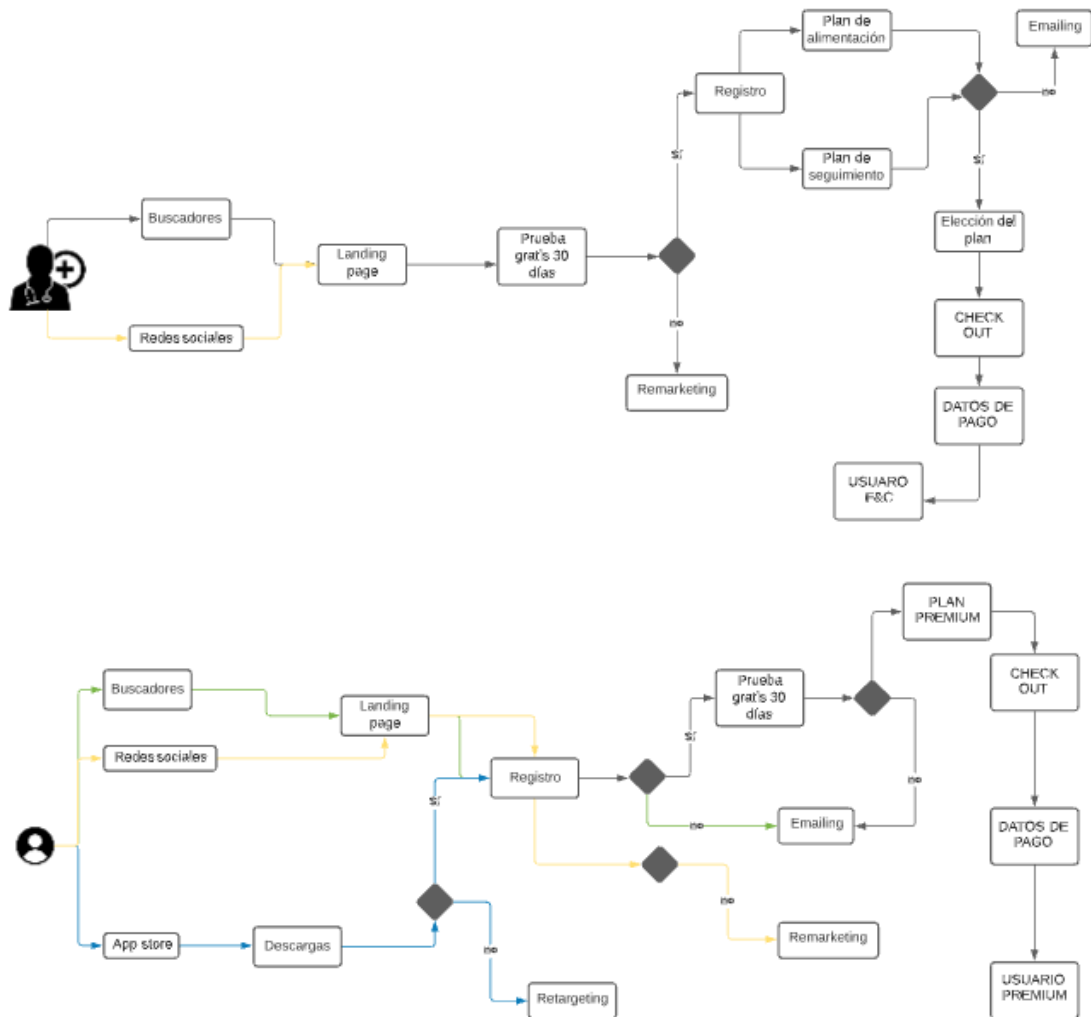 Plan de
alimentación
Emailing
Registro
sí
no
Plan de
seguimiento
sí
Buscadores
Elección del
plan
Landing
page
Prueba
gratis 30
días
Redes sociales
no
CHECK
OUT
Remarketing
DATOS DE
PAGO
USUARO
F&C
PLAN
PREMIUM
Buscadores
Landing
page
Prueba
gratis 30
días
CHECK
OUT
Redes sociales
sí
Registro
no
sí
no
Emailing
DATOS DE
PAGO
no
App store
Descargas
no
Remarketing
Retargeting
USUARIO
PREMIUM